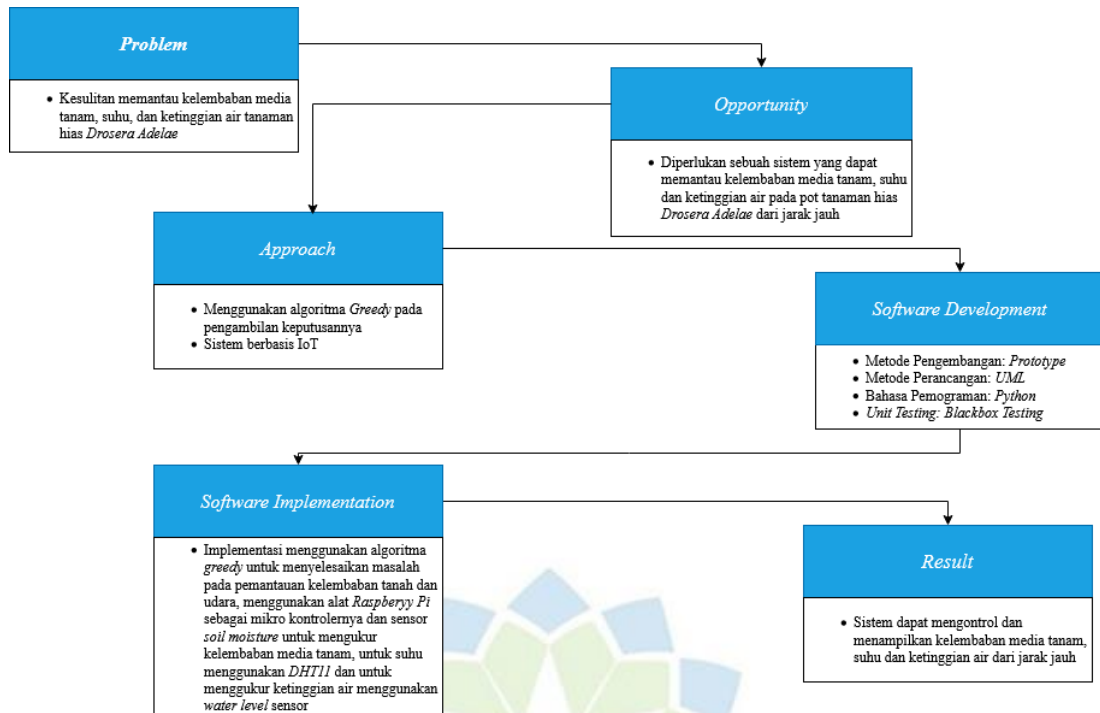 Problem
• Kesulitan memantau kelembaban media
tanam, suhu, dan ketinggian air tanaman
hias Drosera Adelae
Opportunity
• Diperlukan sebuah sistem yang dapat
memantau kelembaban media tanam, suhu
dan ketinggian air pada pot tanaman hias
Drosera Adelae dari jarak jauh
Approach
• Menggunakan algoritma Greedy pada
pengambilan keputusannya
• Sistem berbasis IoT
Software Development
• Metode Pengembangan: Prototype
• Metode Perancangan: UML
• Bahasa Pemograman: Python
• Unit Testing: Blackbox Testing
Software Implementation
• Implementasi menggunakan algoritma
greedy untuk menyelesaikan masalah
pada pemantauan kelembaban tanah dan
udara, menggunakan alat Raspberyy Pi
sebagai mikro kontrolernya dan sensor
soil moisture untuk mengukur
kelembaban media tanam, untuk suhu
menggunakan DHT11 dan untuk
menggukur ketinggian air menggunakan
water level sensor
Result
• Sistem dapat mengontrol dan
menampilkan kelembaban media tanam,
suhu dan ketinggian air dari jarak jauh